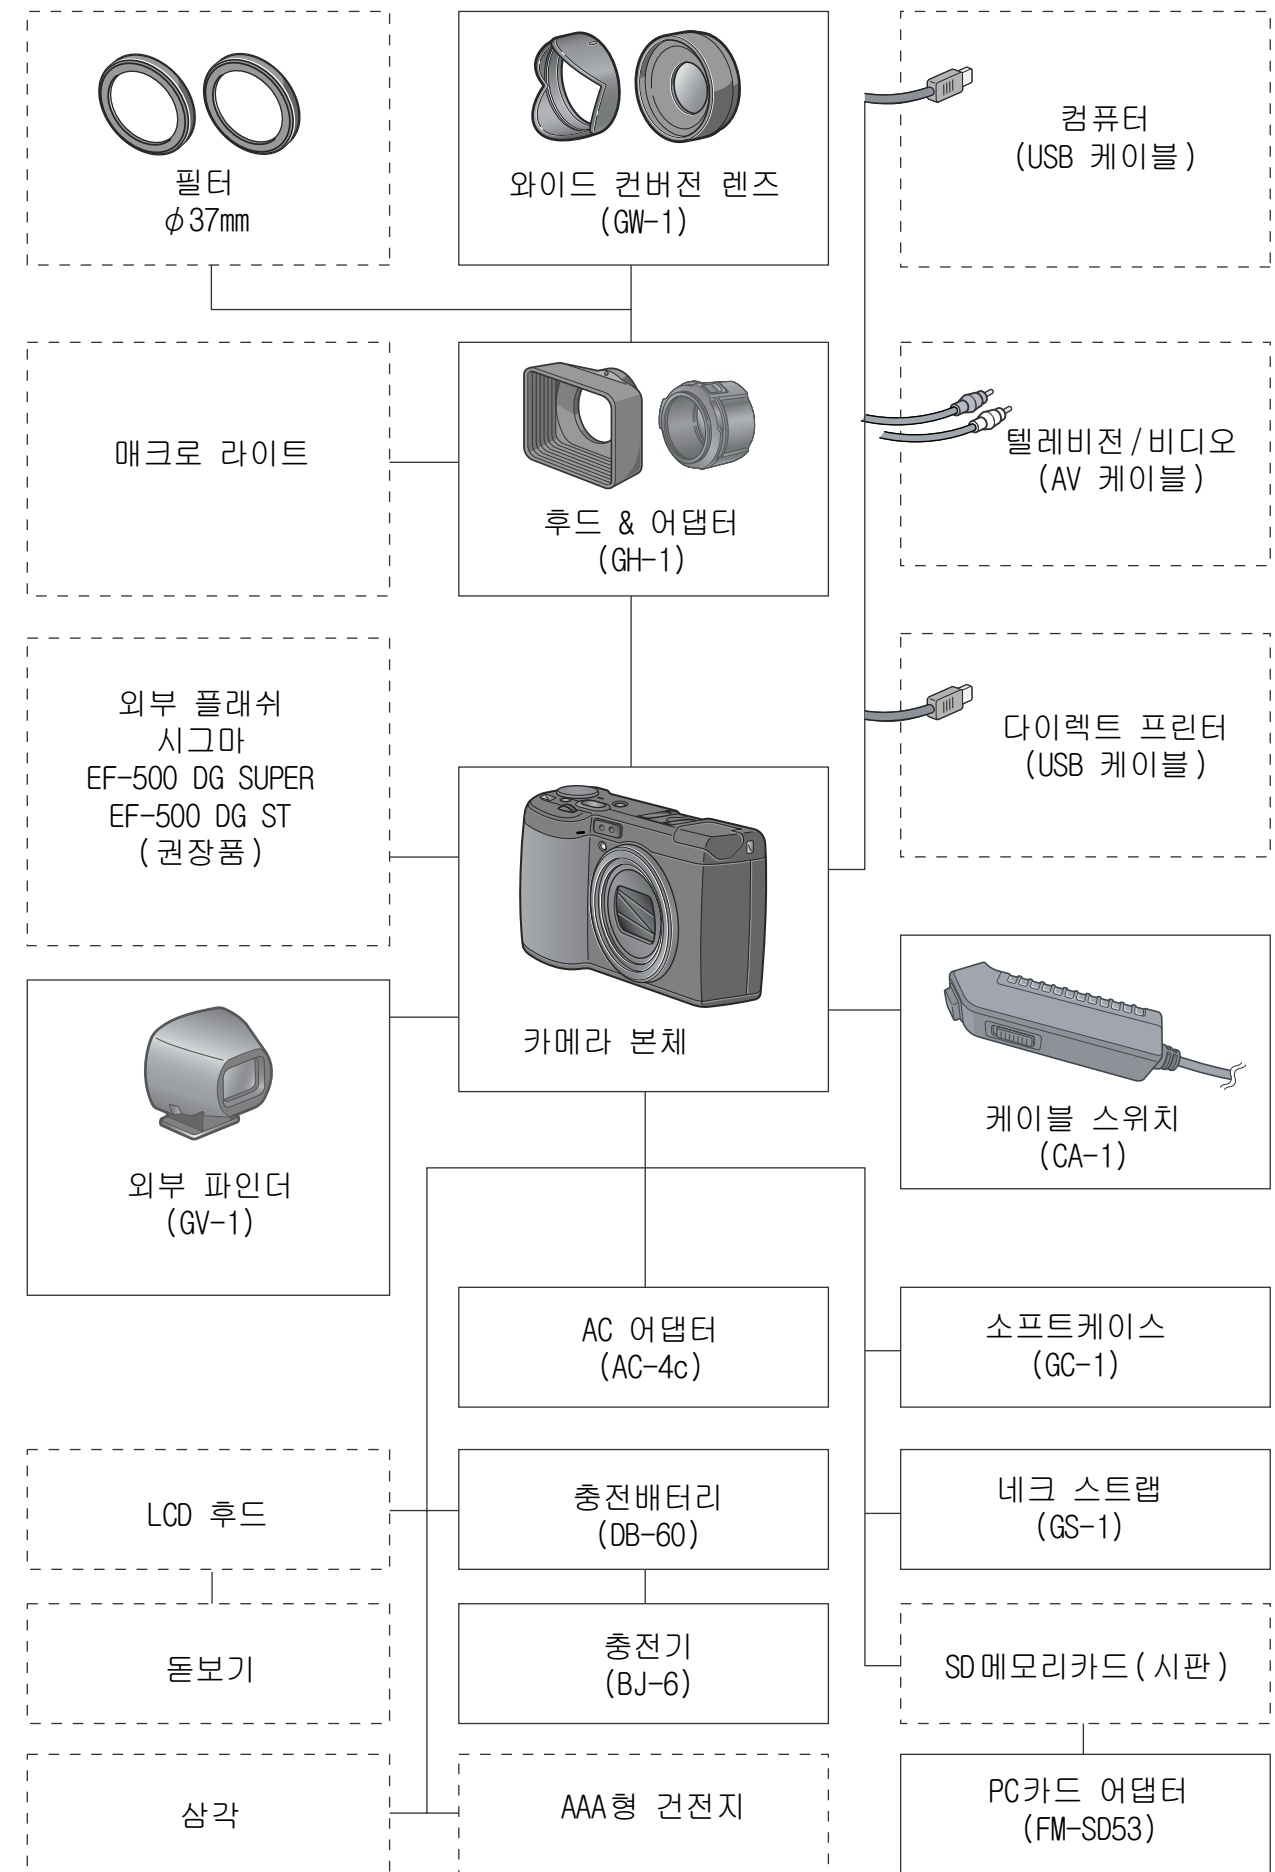 필터
φ37mm
와이드 컨버전 렌즈
(GW-1)
컴퓨터
(USB 케이블)
매크로 라이트
후드 & 어댑터
(GH-1)
텔레비전/비디오
(AV 케이블)
외부 플래쉬
시그마
EF-500 DG SUPER
EF-500 DG ST
(권장품)
카메라 본체
다이렉트 프린터
(USB 케이블)
외부 파인더
(GV-1)
케이블 스위치
(CA-1)
AC 어댑터
(AC-4c)
소프트케이스
(GC-1)
LCD 후드
충전배터리
(DB-60)
네크 스트랩
(GS-1)
돋보기
충전기
(BJ-6)
SD메모리카드(시판)
삼각
AAA형 건전지
PC카드 어댑터
(FM-SD53)